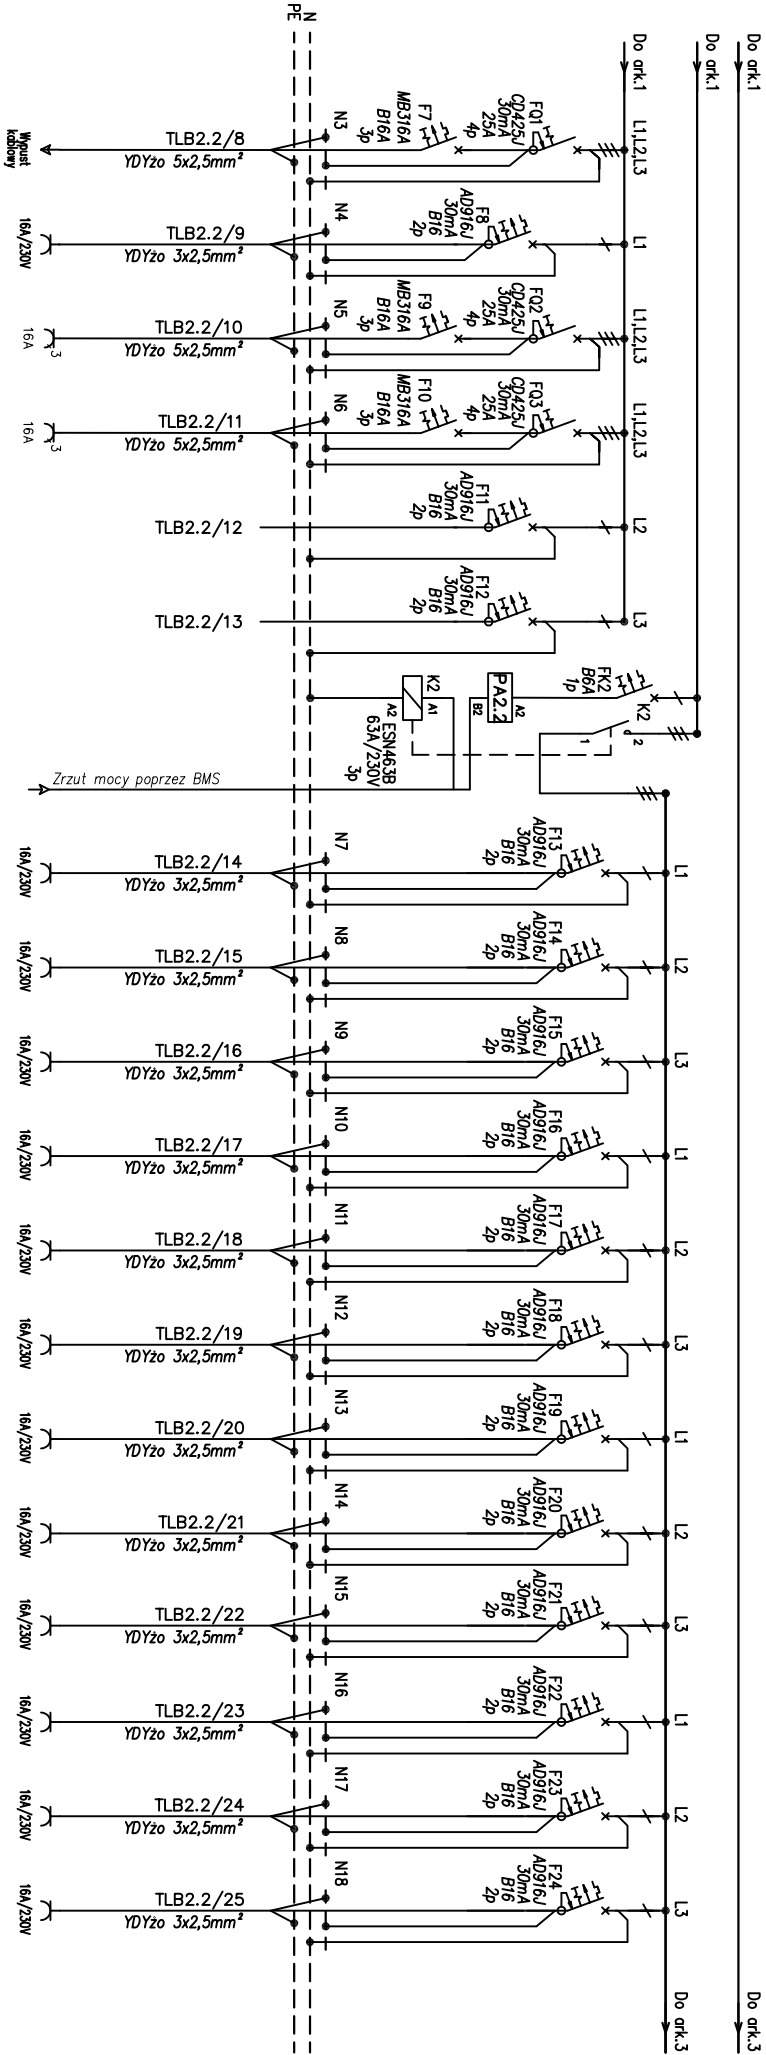 Do ark.1
Do ark.1
Do ark.1
N
PE
L1,L2,L3
FQ1
CD425J
30mA
25A
4p
F7
MB316A
B16A
3p
N3
TLB2.2/8
YDYżo 5x2,5mm²
Wypust
kablowy
L1
F8
AD916J
30mA
B16
2p
N4
TLB2.2/9
YDYżo 3x2,5mm²
16A/230V
L1,L2,L3
FQ2
CD425J
30mA
25A
4p
F9
MB316A
B16A
3p
N5
TLB2.2/10
YDYżo 5x2,5mm²
3
16A
L1,L2,L3
FQ3
CD425J
30mA
25A
4p
F10
MB316A
B16A
3p
N6
TLB2.2/11
YDYżo 5x2,5mm²
3
16A
L2
F11
AD916J
30mA
B16
2p
TLB2.2/12
L3
F12
AD916J
30mA
B16
2p
TLB2.2/13
FK2
B6A
1p
K2
1
2
PA2.2
A2
B2
K2
A1
A2
ESN463B
63A/230V
3p
Zrzut mocy poprzez BMS
L1
F13
AD916J
30mA
B16
2p
N7
TLB2.2/14
YDYżo 3x2,5mm²
16A/230V
L2
F14
AD916J
30mA
B16
2p
N8
TLB2.2/15
YDYżo 3x2,5mm²
16A/230V
L3
F15
AD916J
30mA
B16
2p
N9
TLB2.2/16
YDYżo 3x2,5mm²
16A/230V
L1
F16
AD916J
30mA
B16
2p
N10
TLB2.2/17
YDYżo 3x2,5mm²
16A/230V
L2
F17
AD916J
30mA
B16
2p
N11
TLB2.2/18
YDYżo 3x2,5mm²
16A/230V
L3
F18
AD916J
30mA
B16
2p
N12
TLB2.2/19
YDYżo 3x2,5mm²
16A/230V
L1
F19
AD916J
30mA
B16
2p
N13
TLB2.2/20
YDYżo 3x2,5mm²
16A/230V
L2
F20
AD916J
30mA
B16
2p
N14
TLB2.2/21
YDYżo 3x2,5mm²
16A/230V
L3
F21
AD916J
30mA
B16
2p
N15
TLB2.2/22
YDYżo 3x2,5mm²
16A/230V
L1
F22
AD916J
30mA
B16
2p
N16
TLB2.2/23
YDYżo 3x2,5mm²
16A/230V
L2
F23
AD916J
30mA
B16
2p
N17
TLB2.2/24
YDYżo 3x2,5mm²
16A/230V
L3
F24
AD916J
30mA
B16
2p
N18
TLB2.2/25
YDYżo 3x2,5mm²
16A/230V
Do ark.3
Do ark.3